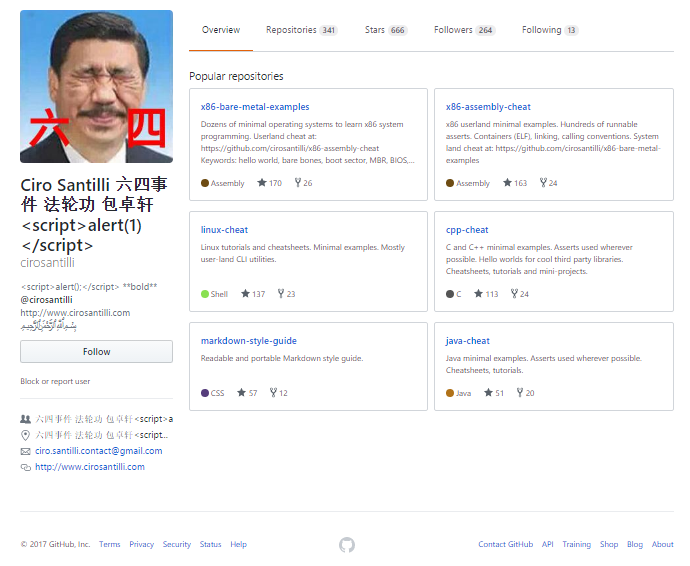 Overview
Repositories 341
Stars 666
Followers 264
Following 13
六 四
Ciro Santilli 六四事
件 法轮功 包卓轩
<script>alert(1)
</script>
cirosantilli
<script>alert();</script> **bold**
@cirosantilli
http://www.cirosantilli.com
﷽
Follow
Block or report user
六四事件 法轮功 包卓轩<script>a
六四事件 法轮功 包卓轩<script...
ciro.santilli.contact@gmail.com
http://www.cirosantilli.com
Popular repositories
x86-bare-metal-examples
Dozens of minimal operating systems to learn x86 system
programming. Userland cheat at:
https://github.com/cirosantilli/x86-assembly-cheat
Keywords: hello world, bare bones, boot sector, MBR, BIOS,...
Assembly 170 26
x86-assembly-cheat
x86 userland minimal examples. Hundreds of runnable
asserts. Containers (ELF), linking, calling conventions. System
land cheat at: https://github.com/cirosantilli/x86-bare-metal-
examples
Assembly 163 24
linux-cheat
Linux tutorials and cheatsheets. Minimal examples. Mostly
user-land CLI utilities.
Shell 137 23
cpp-cheat
C and C++ minimal examples. Asserts used wherever
possible. Hello worlds for cool third party libraries.
Cheatsheets, tutorials and mini-projects.
C 113 24
markdown-style-guide
Readable and portable Markdown style guide.
CSS 57 12
java-cheat
Java minimal examples. Asserts used wherever possible.
Cheatsheets, tutorials.
Java 51 20
© 2017 GitHub, Inc. Terms Privacy Security Status Help
Contact GitHub API Training Shop Blog About